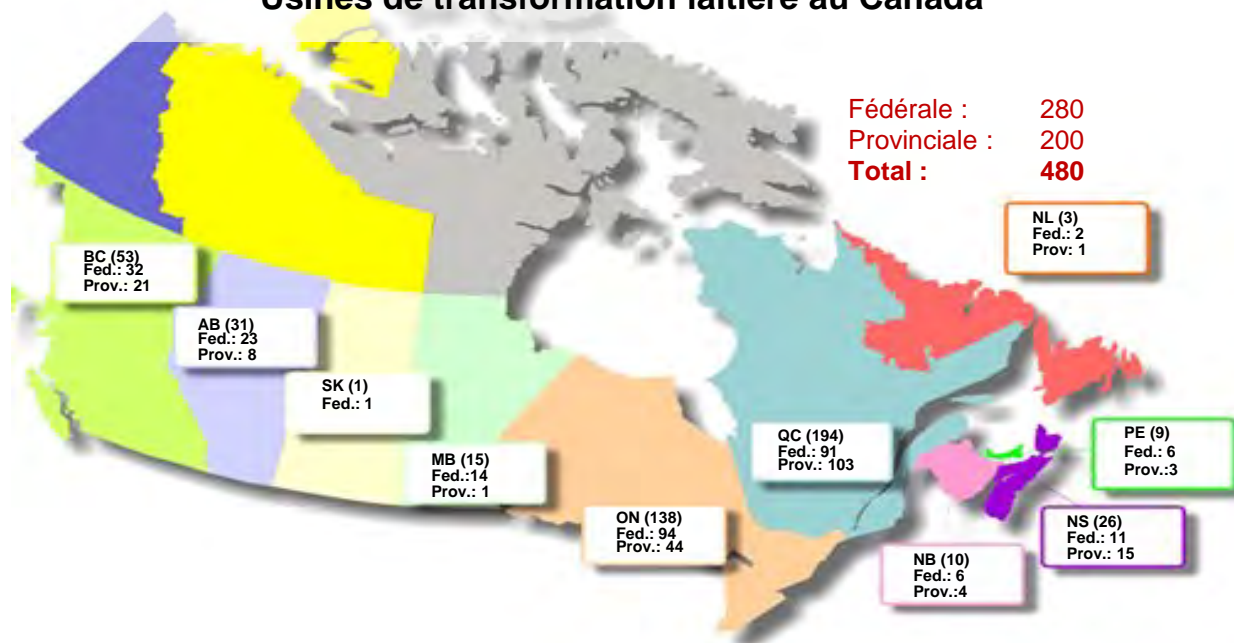 Usines de transformation laitière au Canada
Fédérale : 280
Provinciale : 200
Total : 480
NL (3)
Fed.: 2
Prov: 1
BC (53)
Fed.: 32
Prov.: 21
AB (31)
Fed.: 23
Prov.: 8
SK (1)
Fed.: 1
MB (15)
Fed.:14
Prov.: 1
ON (138)
Fed.: 94
Prov.: 44
QC (194)
Fed.: 91
Prov.: 103
PE (9)
Fed.: 6
Prov.:3
NS (26)
Fed.: 11
Prov.: 15
NB (10)
Fed.: 6
Prov.:4